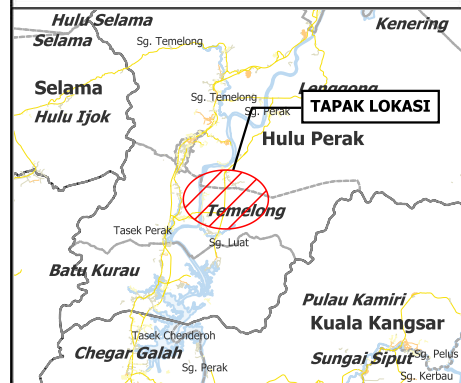 Hulu Selama
Kenering
Selama
Sg. Temelong
Selama
Lenggong
Sg. Temelong
TAPAK LOKASI
Hulu Ijok
Sg. Perak
Hulu Perak
Temelong
Tasek Perak
Sg. Luat
Batu Kurau
Pulau Kamiri
Kuala Kangsar
Tasek Chenderoh
Chegar Galah
Sungai Siput
Sg. Pelus
Sg. Perak
Sg. Kerbau